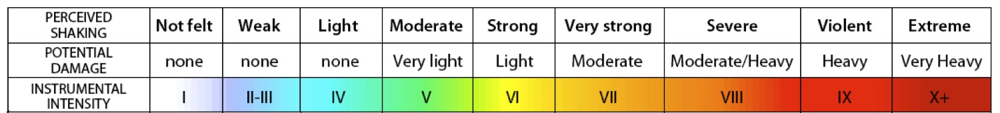 PERCEIVED SHAKING Not felt Weak Light Moderate Strong Very strong Severe Violent Extreme
POTENTIAL DAMAGE none none none Very light Light Moderate Moderate/Heavy Heavy Very Heavy
INSTRUMENTAL INTENSITY I II-III IV V VI VII VIII IX X+